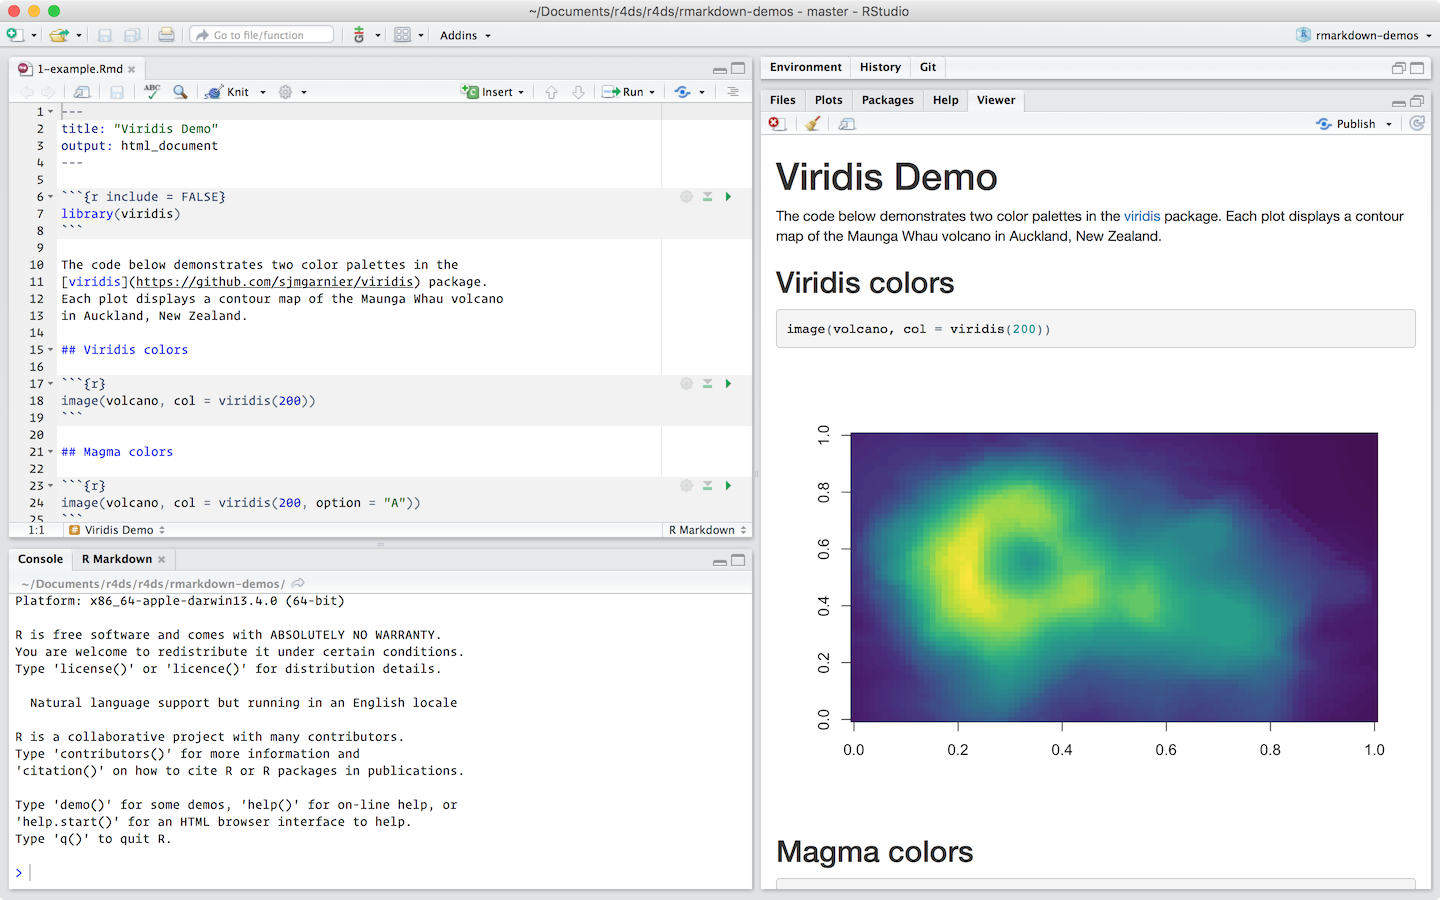 ~/Documents/r4ds/r4ds/rmarkdown-demos - master - RStudio
Go to file/function
Addins
rmarkdown-demos
1-example.Rmd
ABC
Knit
Insert
Run
1 ---
2 title: "Viridis Demo"
3 output: html_document
4 ---
5
6 ```{r include = FALSE}
7 library(viridis)
8 ```
9
10 The code below demonstrates two color palettes in the
11 [viridis](https://github.com/sjmgarnier/viridis) package.
12 Each plot displays a contour map of the Maunga Whau volcano
13 in Auckland, New Zealand.
14
15 ## Viridis colors
16
17 ```{r}
18 image(volcano, col = viridis(200))
19 ```
20
21 ## Magma colors
22
23 ```{r}
24 image(volcano, col = viridis(200, option = "A"))
25 ```
1:1 # Viridis Demo R Markdown
Console R Markdown
~/Documents/r4ds/r4ds/rmarkdown-demos/
Platform: x86_64-apple-darwin13.4.0 (64-bit)
R is free software and comes with ABSOLUTELY NO WARRANTY.
You are welcome to redistribute it under certain conditions.
Type 'license()' or 'licence()' for distribution details.
Natural language support but running in an English locale
R is a collaborative project with many contributors.
Type 'contributors()' for more information and
'citation()' on how to cite R or R packages in publications.
Type 'demo()' for some demos, 'help()' for on-line help, or
'help.start()' for an HTML browser interface to help.
Type 'q()' to quit R.
>
Environment History Git
Files Plots Packages Help Viewer
Publish
Viridis Demo
The code below demonstrates two color palettes in the viridis package. Each plot displays a contour
map of the Maunga Whau volcano in Auckland, New Zealand.
Viridis colors
image(volcano, col = viridis(200))
1.0
0.8
0.6
0.4
0.2
0.0
0.0 0.2 0.4 0.6 0.8 1.0
Magma colors